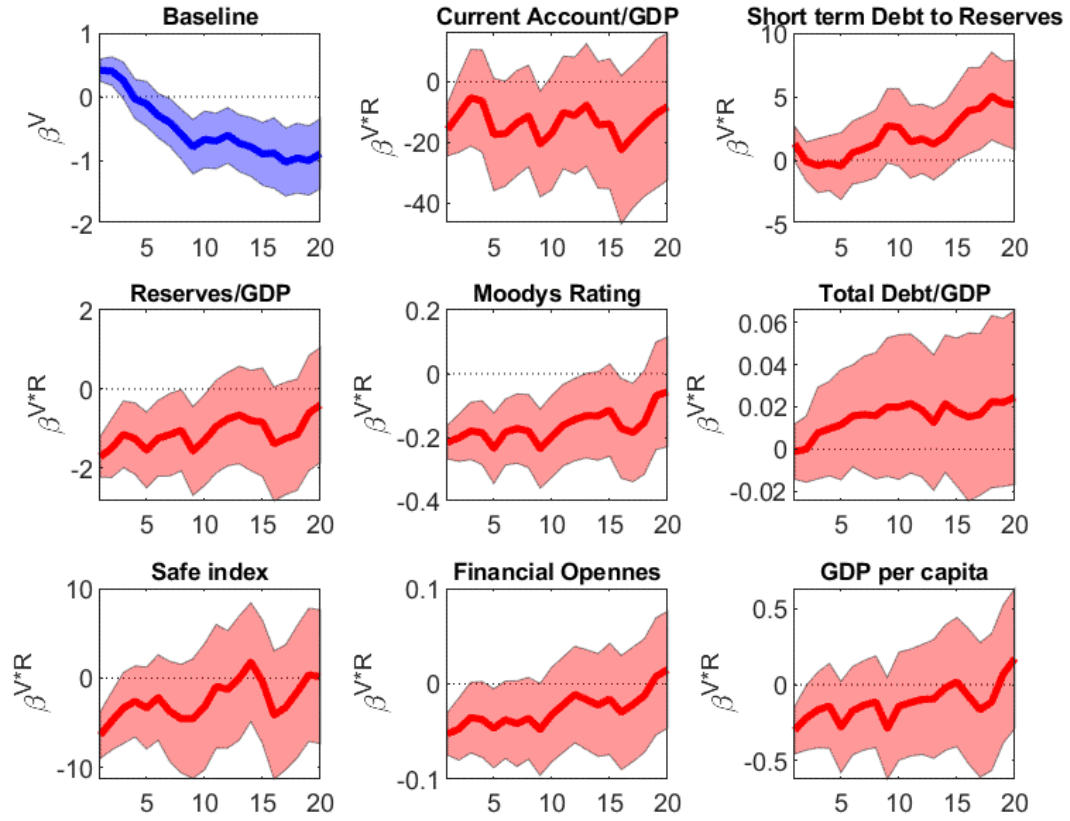 Baseline
Current Account/GDP
Short term Debt to Reserves
β^V
1
0
-1
-2
5 10 15 20
β^V*R
0
-20
-40
5 10 15 20
β^V*R
10
5
0
-5
5 10 15 20
Reserves/GDP
Moodys Rating
Total Debt/GDP
β^V*R
2
0
-2
5 10 15 20
β^V*R
0.2
0
-0.2
-0.4
5 10 15 20
β^V*R
0.06
0.04
0.02
0
-0.02
5 10 15 20
Safe index
Financial Opennes
GDP per capita
β^V*R
10
0
-10
5 10 15 20
β^V*R
0.1
0
-0.1
5 10 15 20
β^V*R
0.5
0
-0.5
5 10 15 20